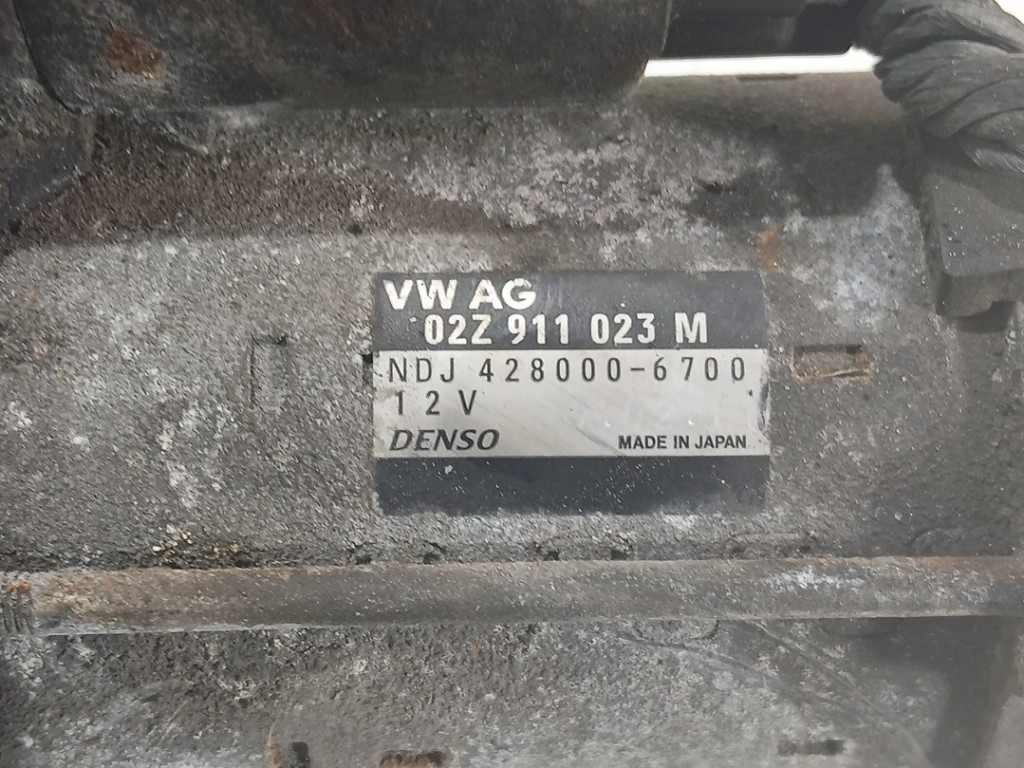 VW AG
02Z 911 023 M
NDJ 428000-6700
12V
DENSO MADE IN JAPAN